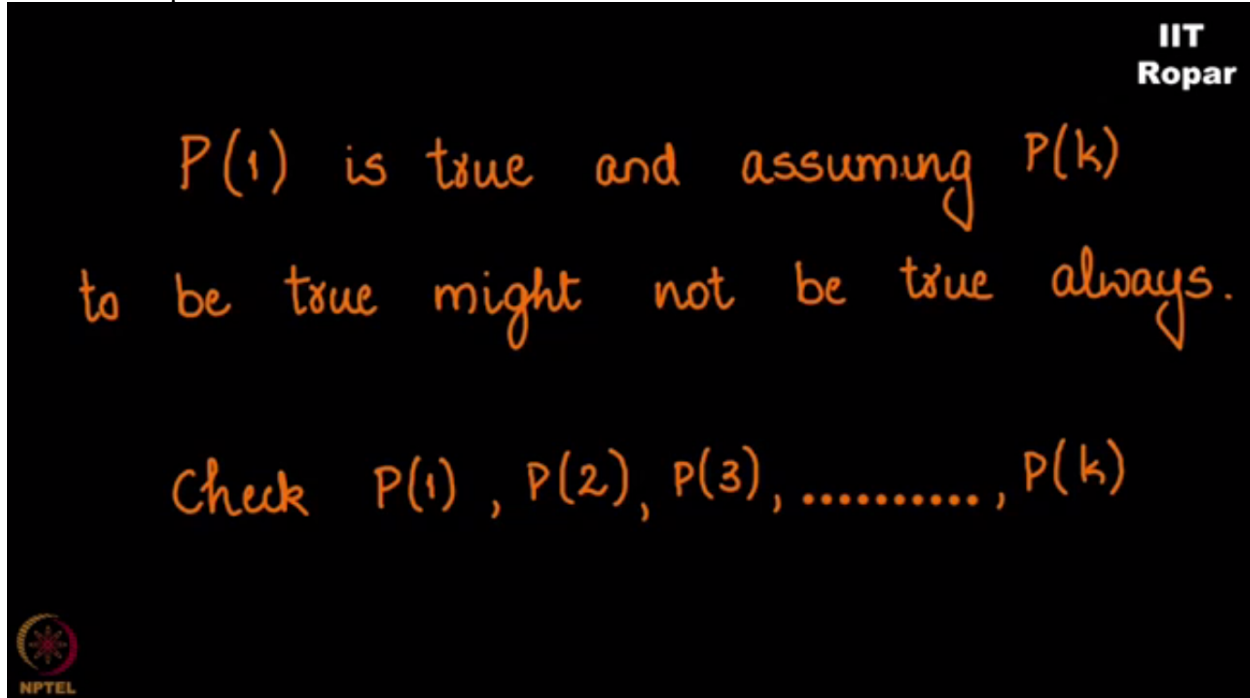 IIT
Ropar
P(1) is true and assuming P(k)
to be true might not be true always.
Check P(1), P(2), P(3), .........., P(k)
NPTEL